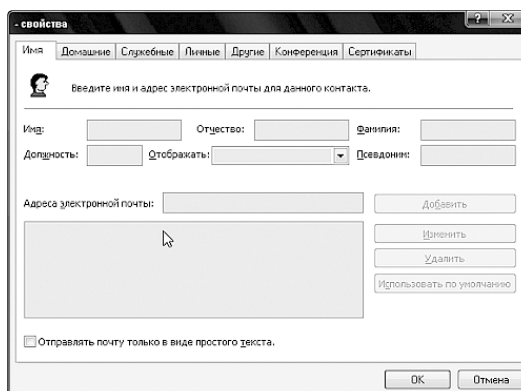 - свойства
Имя Домашние Служебные Личные Другие Конференция Сертификаты
Введите имя и адрес электронной почты для данного контакта.
Имя: Отчество: Фамилия:
Должность: Отображать: Псевдоним:
Адреса электронной почты: Добавить
Изменить
Удалить
Использовать по умолчанию
Отправлять почту только в виде простого текста.
OK Отмена